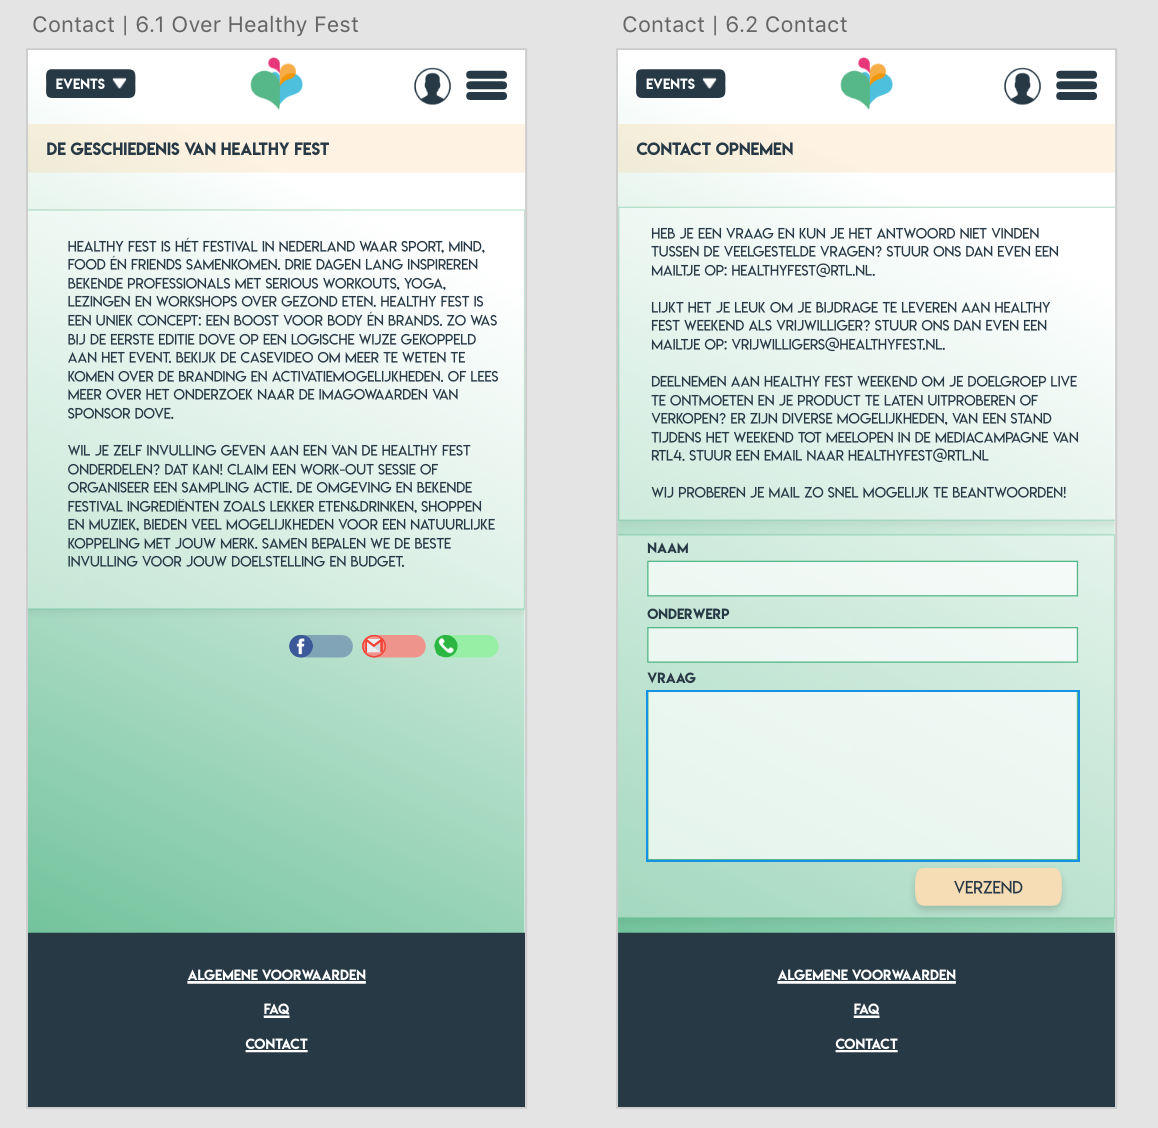 Contact | 6.1 Over Healthy Fest
EVENTS
DE GESCHIEDENIS VAN HEALTHY FEST
HEALTHY FEST IS HÉT FESTIVAL IN NEDERLAND WAAR SPORT, MIND,
FOOD ÉN FRIENDS SAMENKOMEN. DRIE DAGEN LANG INSPIREREN
BEKENDE PROFESSIONALS MET SERIOUS WORKOUTS, YOGA,
LEZINGEN EN WORKSHOPS OVER GEZOND ETEN. HEALTHY FEST IS
EEN UNIEK CONCEPT: EEN BOOST VOOR BODY ÉN BRANDS. ZO WAS
BIJ DE EERSTE EDITIE DOVE OP EEN LOGISCHE WIJZE GEKOPPELD
AAN HET EVENT. BEKIJK DE CASEVIDEO OM MEER TE WETEN TE
KOMEN OVER DE BRANDING EN ACTIVATIEMOGELIJKHEDEN. OF LEES
MEER OVER HET ONDERZOEK NAAR DE IMAGOWAARDEN VAN
SPONSOR DOVE.
WIL JE ZELF INVULLING GEVEN AAN EEN VAN DE HEALTHY FEST
ONDERDELEN? DAT KAN! CLAIM EEN WORK-OUT SESSIE OF
ORGANISEER EEN SAMPLING ACTIE. DE OMGEVING EN BEKENDE
FESTIVAL INGREDIËNTEN ZOALS LEKKER ETEN&DRINKEN, SHOPPEN
EN MUZIEK, BIEDEN VEEL MOGELIJKHEDEN VOOR EEN NATUURLIJKE
KOPPELING MET JOUW MERK. SAMEN BEPALEN WE DE BESTE
INVULLING VOOR JOUW DOELSTELLING EN BUDGET.
ALGEMENE VOORWAARDEN
FAQ
CONTACT
Contact | 6.2 Contact
EVENTS
CONTACT OPNEMEN
HEB JE EEN VRAAG EN KUN JE HET ANTWOORD NIET VINDEN
TUSSEN DE VEELGESTELDE VRAGEN? STUUR ONS DAN EVEN EEN
MAILTJE OP: HEALTHYFEST@RTL.NL.
LIJKT HET JE LEUK OM JE BIJDRAGE TE LEVEREN AAN HEALTHY
FEST WEEKEND ALS VRIJWILLIGER? STUUR ONS DAN EVEN EEN
MAILTJE OP: VRIJWILLIGERS@HEALTHYFEST.NL.
DEELNEMEN AAN HEALTHY FEST WEEKEND OM JE DOELGROEP LIVE
TE ONTMOETEN EN JE PRODUCT TE LATEN UITPROBEREN OF
VERKOPEN? ER ZIJN DIVERSE MOGELIJKHEDEN, VAN EEN STAND
TIJDENS HET WEEKEND TOT MEELOPEN IN DE MEDIACAMPAGNE VAN
RTL4. STUUR EEN EMAIL NAAR HEALTHYFEST@RTL.NL
WIJ PROBEREN JE MAIL ZO SNEL MOGELIJK TE BEANTWOORDEN!
NAAM
ONDERWERP
VRAAG
VERZEND
ALGEMENE VOORWAARDEN
FAQ
CONTACT